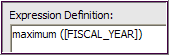 Expression Definition:
maximum ([FISCAL_YEAR])